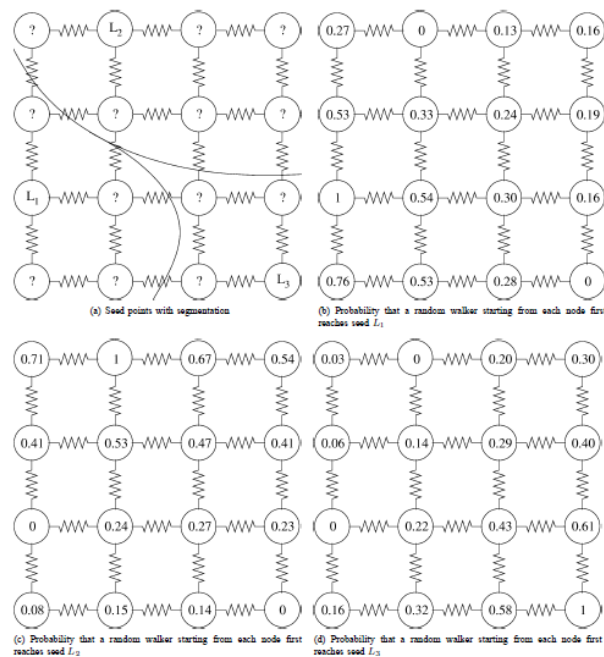 ? L₂ ? ?
? ? ? ?
L₁ ? ? ?
? ? ? L₃
(a) Seed points with segmentation
0.27 0 0.13 0.16
0.53 0.33 0.24 0.19
1 0.54 0.30 0.16
0.76 0.53 0.28 0
(b) Probability that a random walker starting from each node first
reaches seed L₁
0.71 1 0.67 0.54
0.41 0.53 0.47 0.41
0 0.24 0.27 0.23
0.08 0.15 0.14 0
(c) Probability that a random walker starting from each node first
reaches seed L₂
0.03 0 0.20 0.30
0.06 0.14 0.29 0.40
0 0.22 0.43 0.61
0.16 0.32 0.58 1
(d) Probability that a random walker starting from each node first
reaches seed L₃